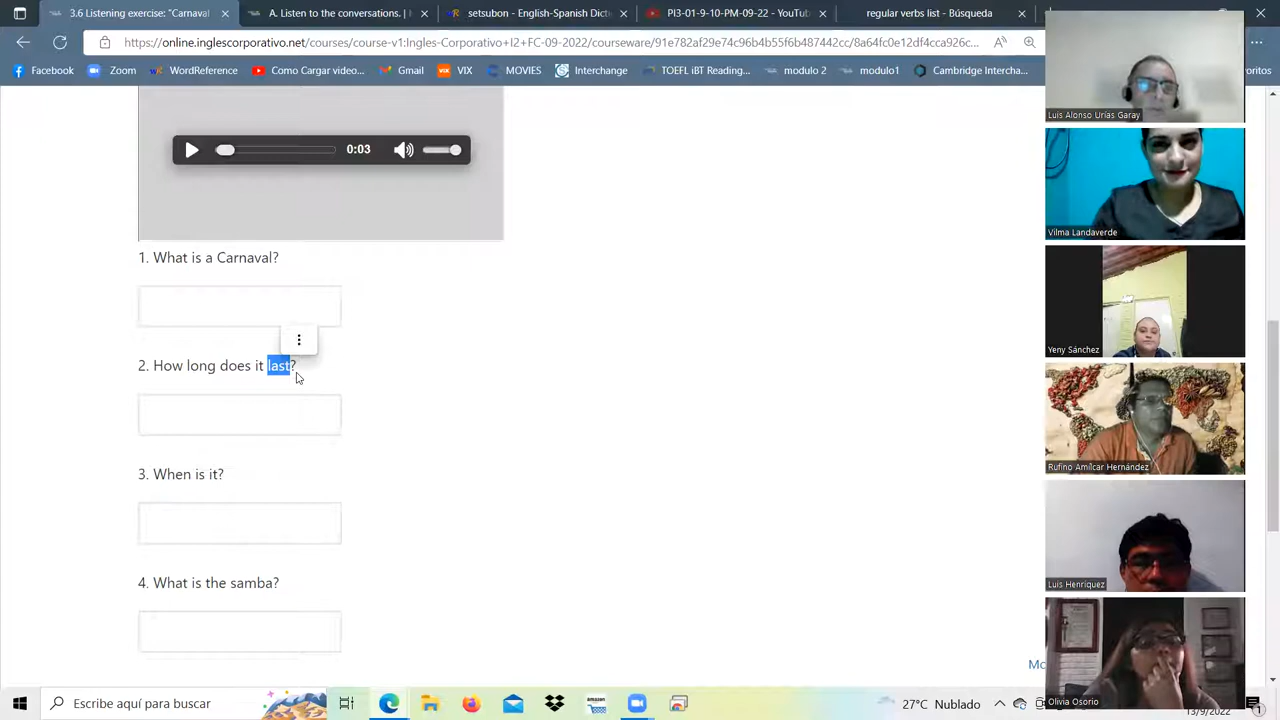 3.6 Listening exercise: "Carnaval
A. Listen to the conversations. (
setsubon - English-Spanish Dict
PI3-01-9-10-PM-09-22 - YouTub
regular verbs list - Búsqueda
https://online.inglescorporativo.net/courses/course-v1:Ingles-Corporativo+I2+FC-09-2022/courseware/91e782af29e74c96b4b55f6b487442cc/8a64fc0e12df4cca926c...
Facebook
Zoom
WordReference
Como Cargar video...
Gmail
VIX
MOVIES
Interchange
TOEFL iBT Reading...
modulo 2
modulo1
Cambridge Intercha...
oritos
0:03
1. What is a Carnaval?
2. How long does it last?
3. When is it?
4. What is the samba?
Luis Alonso Urías Garay
Vilma Landaverde
Yeny Sánchez
Rufino Amílcar Hernández
Luis Henríquez
Olivia Osorio
Escribe aquí para buscar
amazon
27°C Nublado
13/9/2022
1